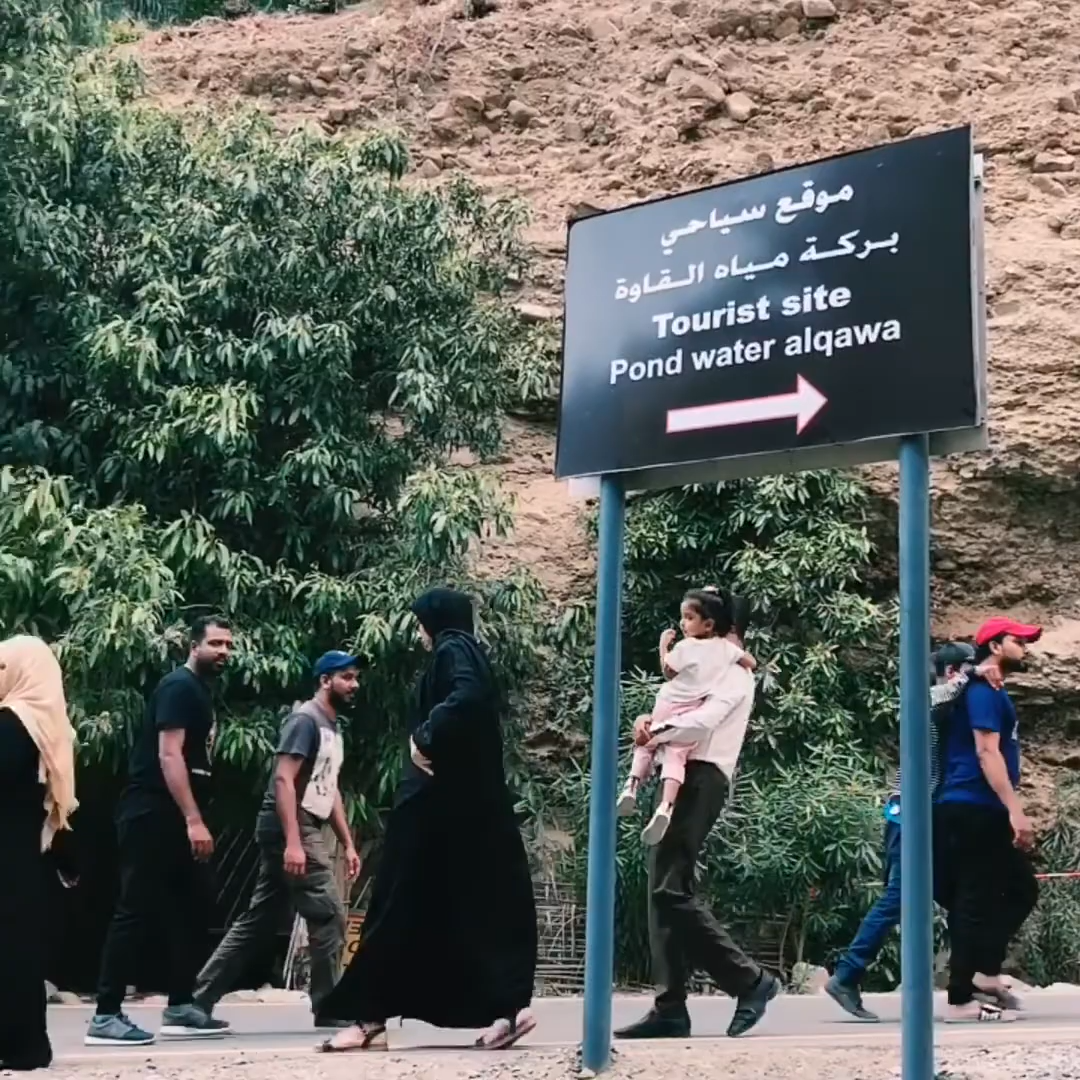 موقع سياحي
بركة مياه القاوة
Tourist site
Pond water alqawa